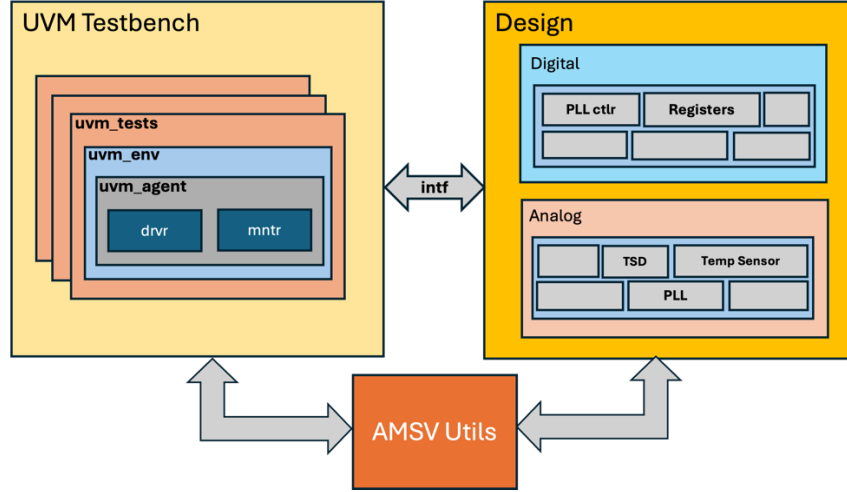 UVM Testbench
uvm_tests
uvm_env
uvm_agent
drvr
mntr
intf
Design
Digital
PLL ctlr
Registers
Analog
TSD
Temp Sensor
PLL
AMSV Utils